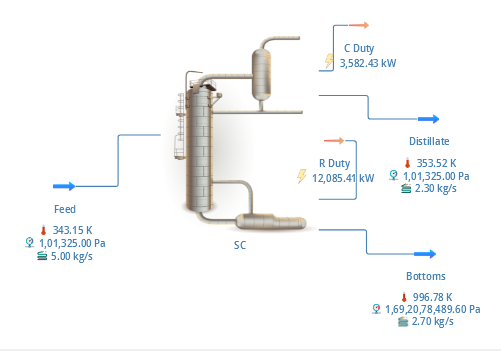 C Duty
3,582.43 kW
Distillate
353.52 K
1,01,325.00 Pa
2.30 kg/s
R Duty
12,085.41 kW
Feed
343.15 K
1,01,325.00 Pa
5.00 kg/s
SC
Bottoms
996.78 K
1,69,20,78,489.60 Pa
2.70 kg/s